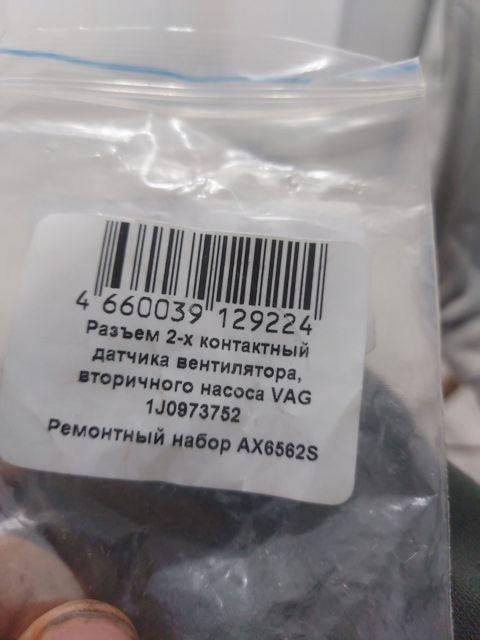 4 660039 129224
Разъем 2-х контактный
датчика вентилятора,
вторичного насоса VAG
1J0973752
Ремонтный набор AX6562S